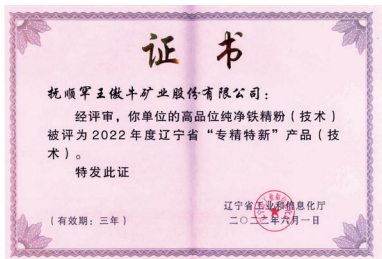 证书
抚顺罕王傲牛矿业股份有限公司：
经评审，你单位的高品位纯净铁精粉（技术）
被评为2022年度辽宁省“专精特新”产品（技
术）。
特发此证
辽宁省工业和信息化厅
（有效期：三年）
二〇二二年六月一日